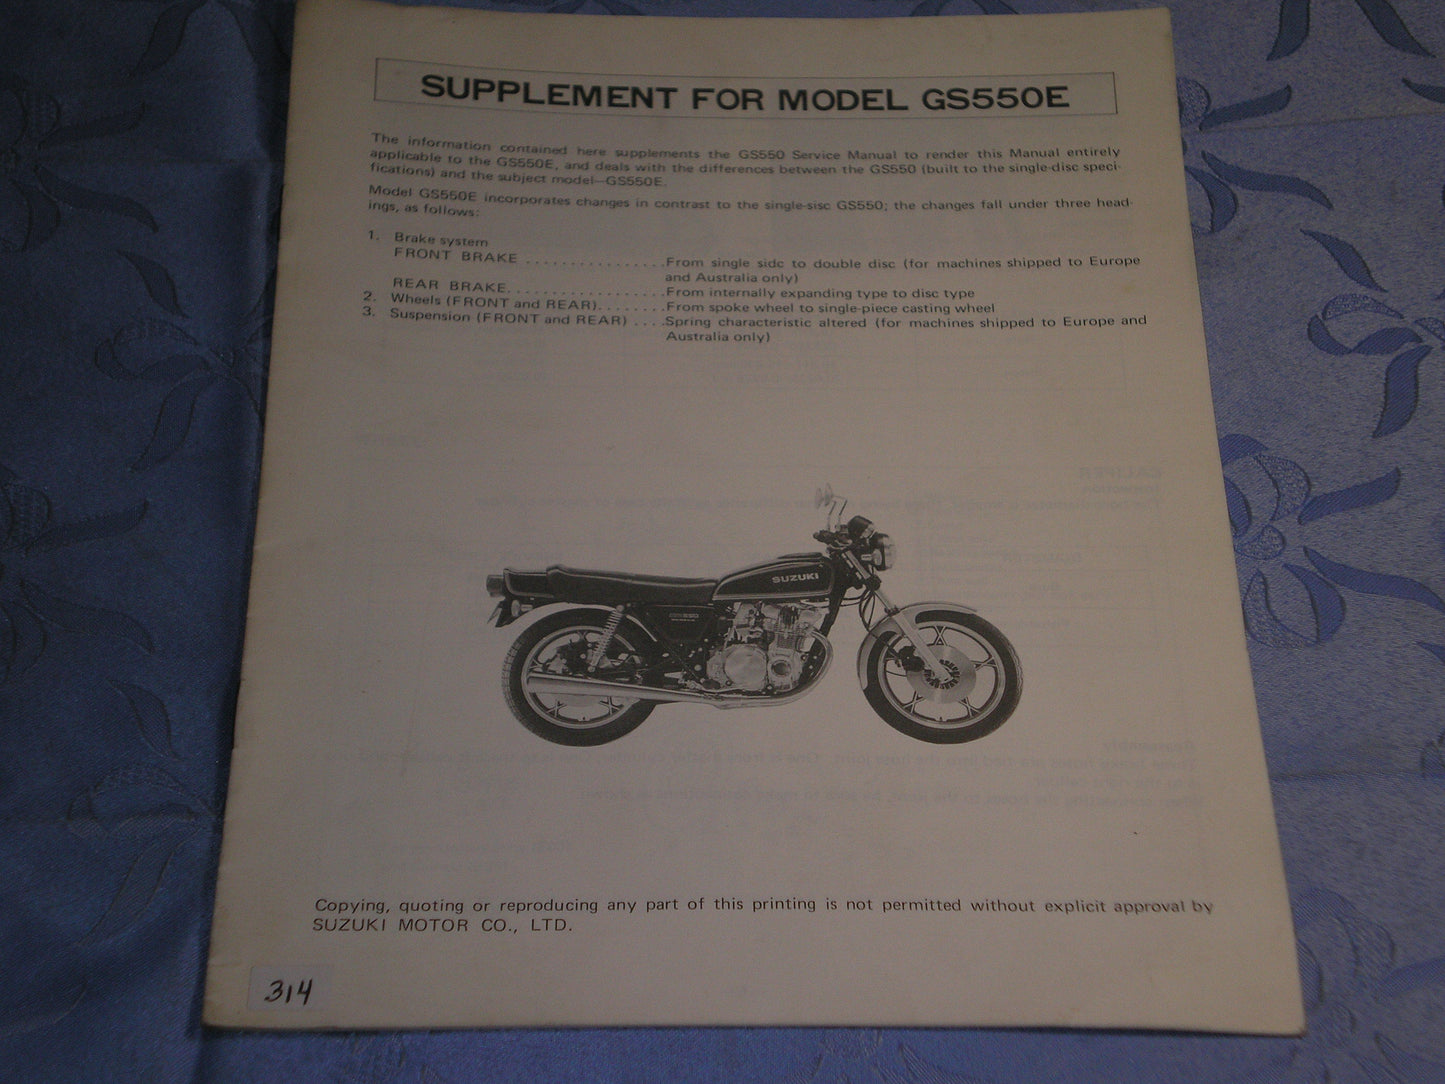 SUPPLEMENT FOR MODEL GS550E
The information contained here supplements the GS550 Service Manual to render this Manual entirely
applicable to the GS550E, and deals with the differences between the GS550 (built to the single-disc speci-
fications) and the subject model—GS550E.
Model GS550E incorporates changes in contrast to the single-sisc GS550; the changes fall under three head-
ings, as follows:
1. Brake system
FRONT BRAKE ................From single side to double disc (for machines shipped to Europe
and Australia only)
REAR BRAKE..................From internally expanding type to disc type
2. Wheels (FRONT and REAR)........From spoke wheel to single-piece casting wheel
3. Suspension (FRONT and REAR) ....Spring characteristic altered (for machines shipped to Europe and
Australia only)
SUZUKI
Copying, quoting or reproducing any part of this printing is not permitted without explicit approval by
SUZUKI MOTOR CO., LTD.
314